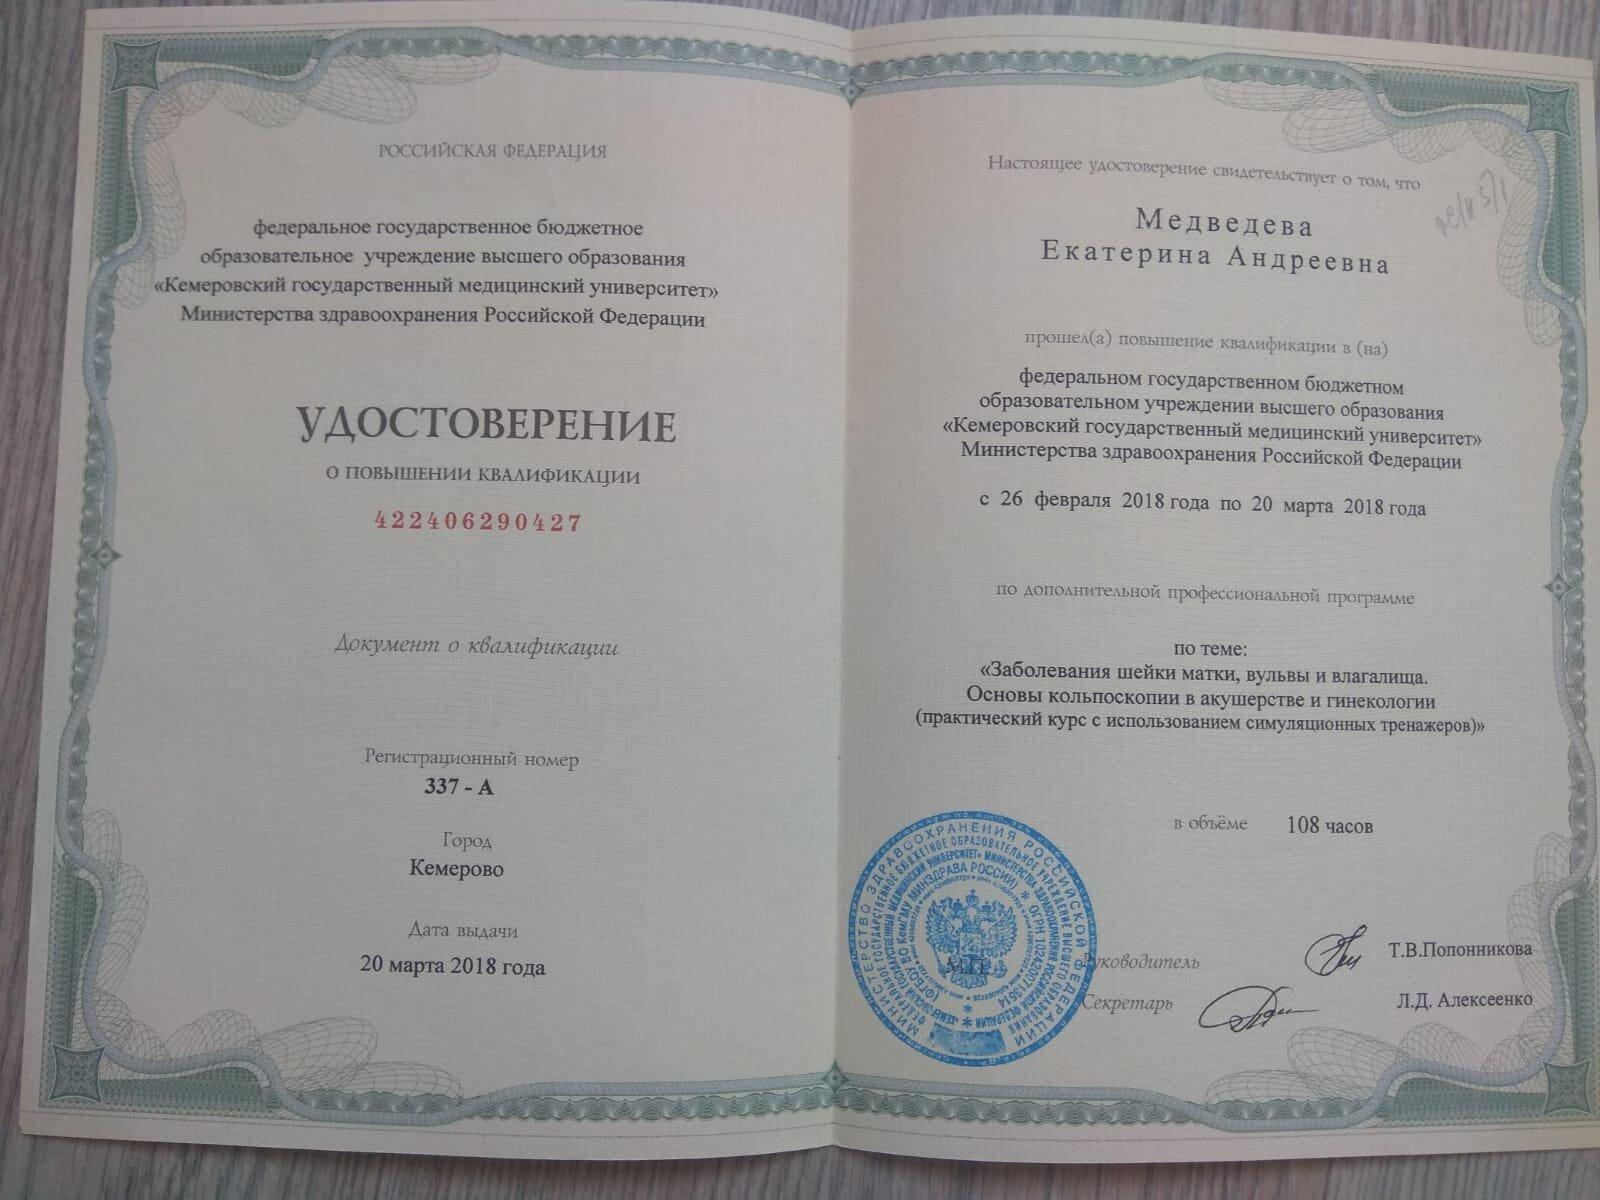 РОССИЙСКАЯ ФЕДЕРАЦИЯ
федеральное государственное бюджетное
образовательное учреждение высшего образования
«Кемеровский государственный медицинский университет»
Министерства здравоохранения Российской Федерации
УДОСТОВЕРЕНИЕ
О ПОВЫШЕНИИ КВАЛИФИКАЦИИ
422406290427
Документ о квалификации
Регистрационный номер
337 - А
Город
Кемерово
Дата выдачи
20 марта 2018 года
Настоящее удостоверение свидетельствует о том, что
Медведева
Екатерина Андреевна
прошел(а) повышение квалификации в (на)
федеральном государственном бюджетном
образовательном учреждении высшего образования
«Кемеровский государственный медицинский университет»
Министерства здравоохранения Российской Федерации
с 26 февраля 2018 года по 20 марта 2018 года
по дополнительной профессиональной программе
по теме:
«Заболевания шейки матки, вульвы и влагалища.
Основы кольпоскопии в акушерстве и гинекологии
(практический курс с использованием симуляционных тренажеров)»
в объёме 108 часов
МИНИСТЕРСТВО ЗДРАВООХРАНЕНИЯ РОССИЙСКОЙ ФЕДЕРАЦИИ
М.П.
Руководитель Т.В.Попонникова
Секретарь Л.Д. Алексеенко